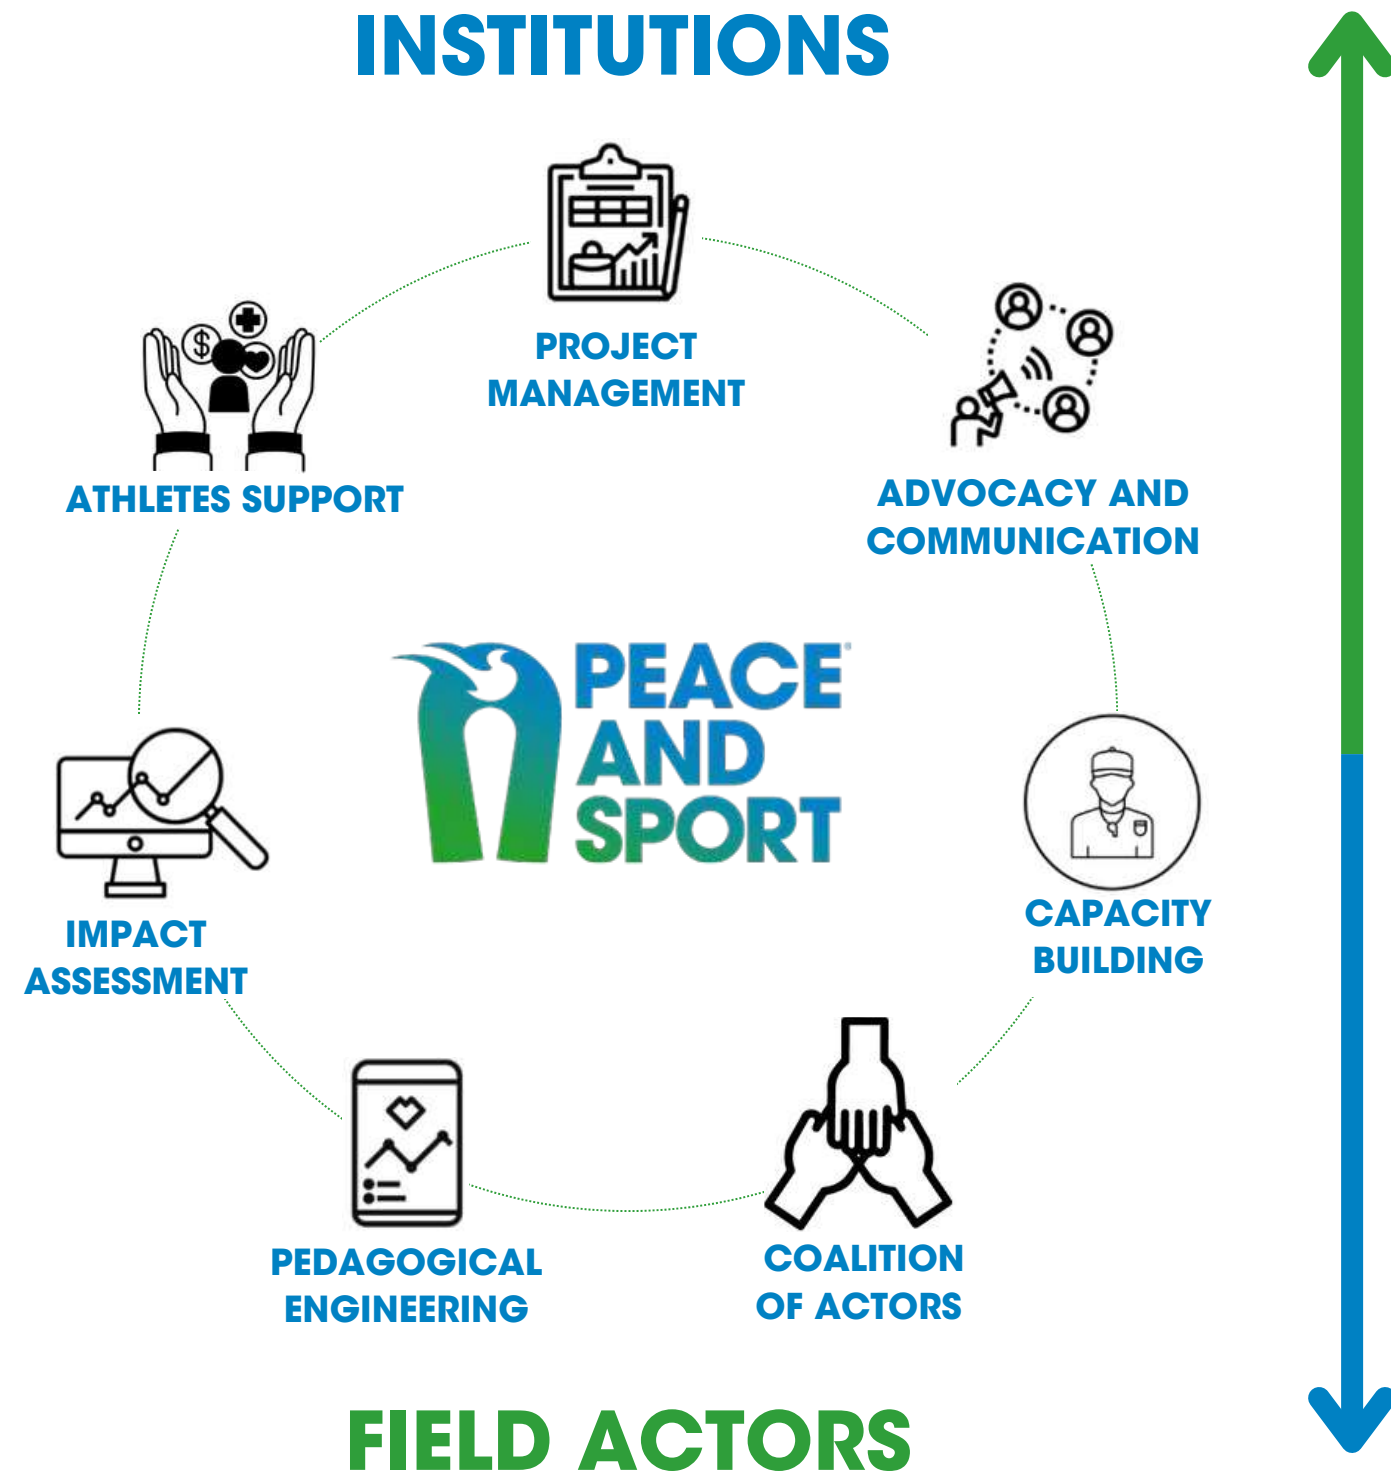 INSTITUTIONS
PROJECT
MANAGEMENT
$
ATHLETES SUPPORT
ADVOCACY AND
COMMUNICATION
PEACE
AND
SPORT
IMPACT
ASSESSMENT
CAPACITY
BUILDING
PEDAGOGICAL
ENGINEERING
COALITION
OF ACTORS
FIELD ACTORS